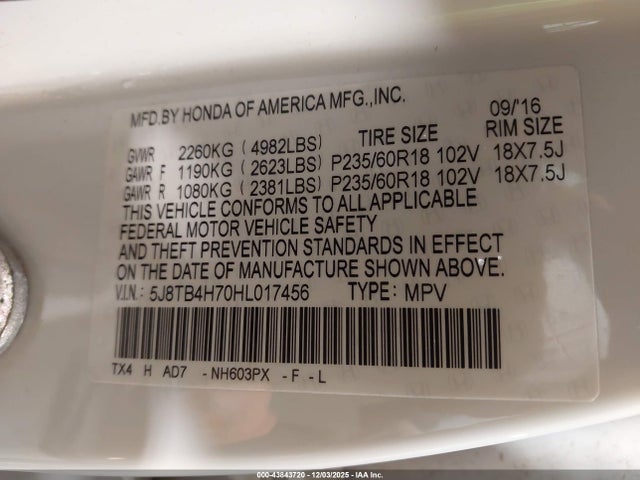 MFD.BY HONDA OF AMERICA MFG.,INC. 09/'16
GVWR 2260KG ( 4982LBS) TIRE SIZE RIM SIZE
GAWR F 1190KG ( 2623LBS) P235/60R18 102V 18X7.5J
GAWR R 1080KG ( 2381LBS) P235/60R18 102V 18X7.5J
THIS VEHICLE CONFORMS TO ALL APPLICABLE
FEDERAL MOTOR VEHICLE SAFETY
AND THEFT PREVENTION STANDARDS IN EFFECT
ON THE DATE OF MANUFACTURE SHOWN ABOVE.
V.I.N.: 5J8TB4H70HL017456 TYPE: MPV
TX4 H AD7 - NH603PX - F - L
000-43843720 - 12/03/2025 - IAA Inc.